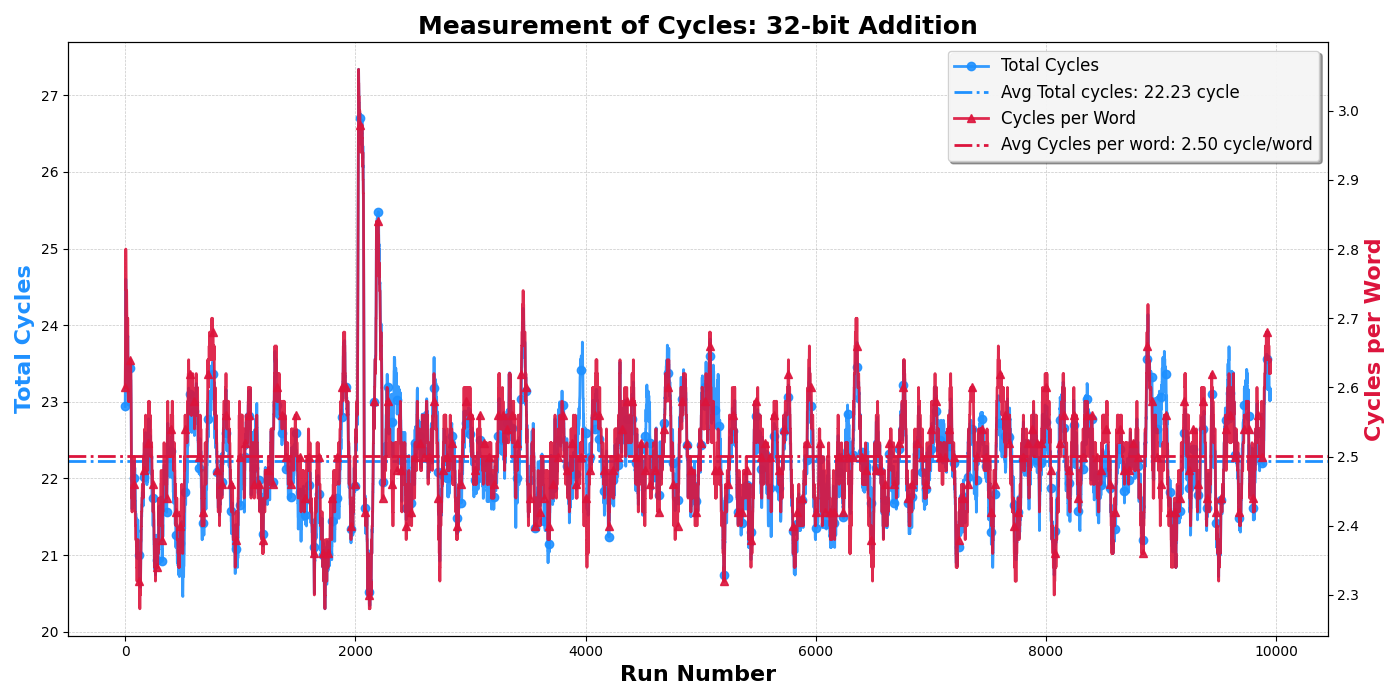 Measurement of Cycles: 32-bit Addition
Total Cycles
Avg Total cycles: 22.23 cycle
Cycles per Word
Avg Cycles per word: 2.50 cycle/word
Total Cycles
27
26
25
24
23
22
21
20
3.0
2.9
2.8
2.7
2.6
2.5
2.4
2.3
Cycles per Word
0 2000 4000 6000 8000 10000
Run Number